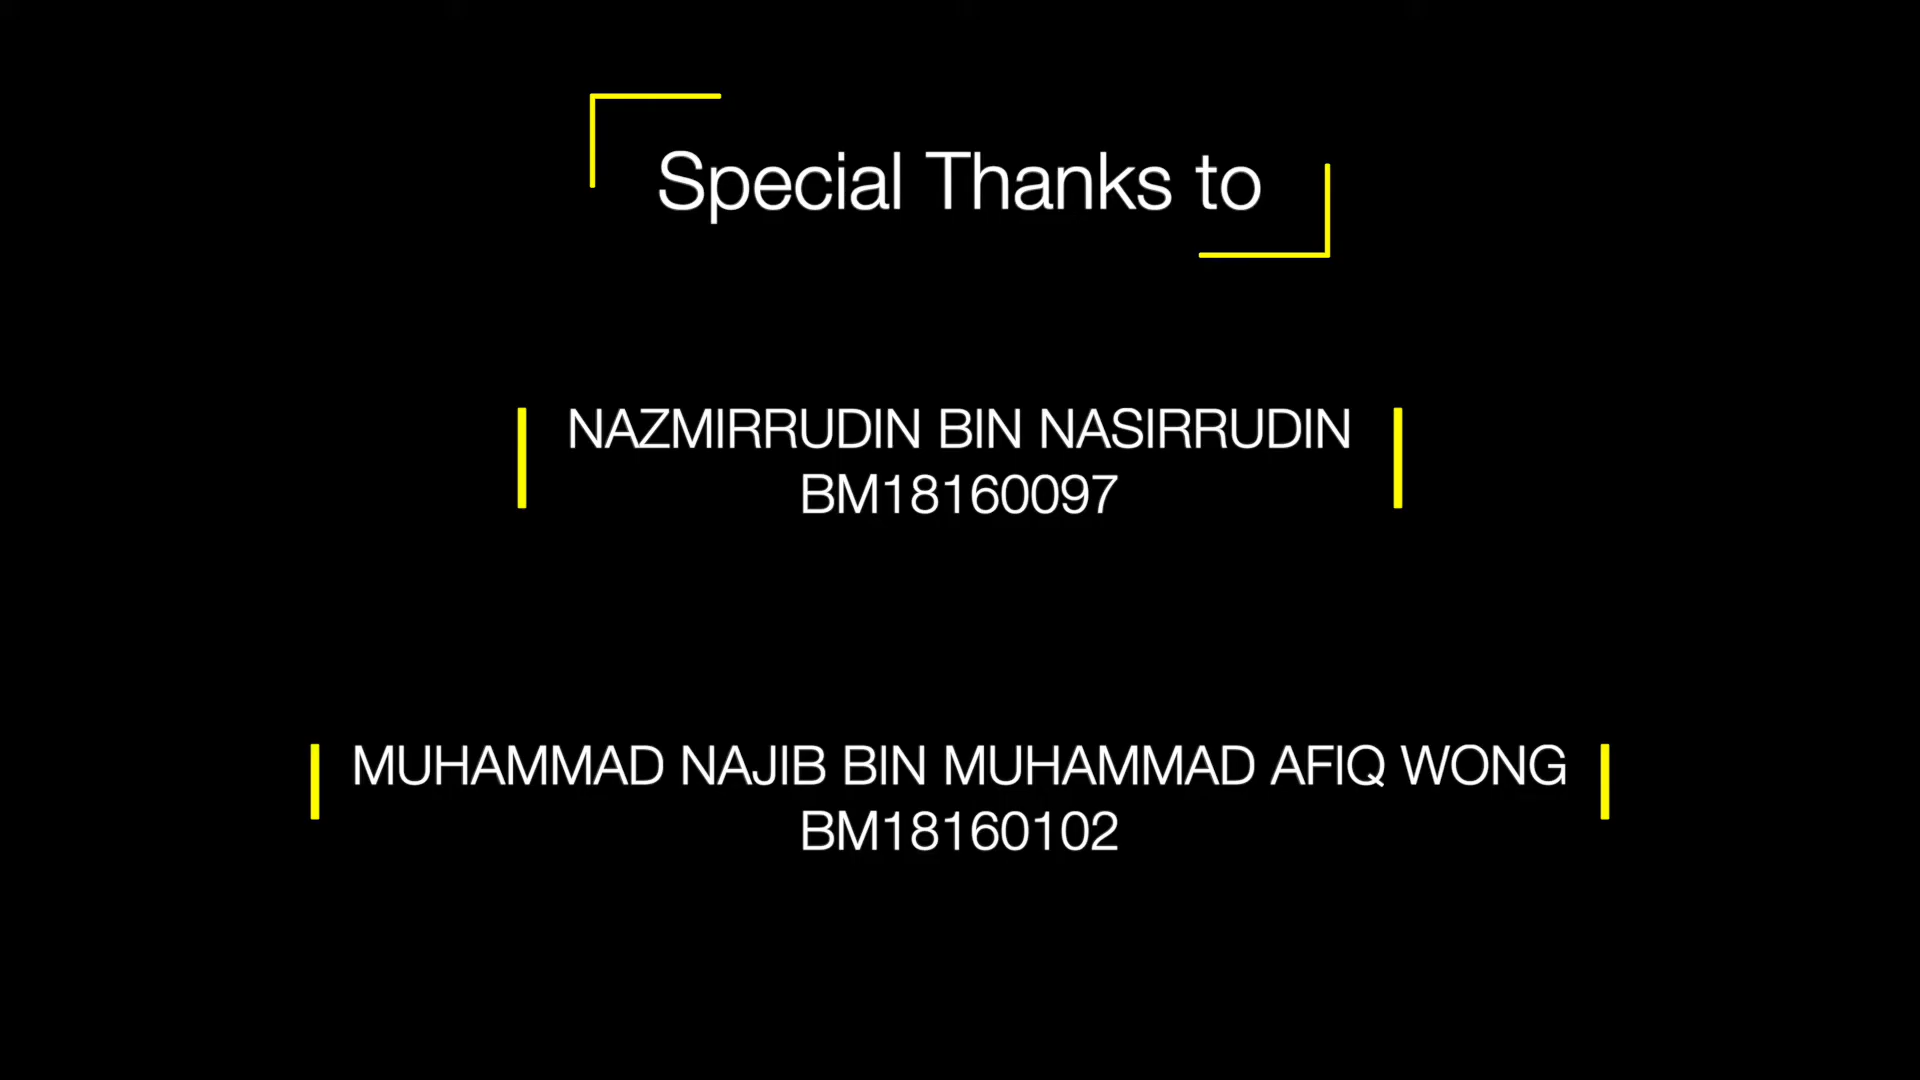 Special Thanks to
NAZMIRRUDIN BIN NASIRRUDIN
BM18160097
MUHAMMAD NAJIB BIN MUHAMMAD AFIQ WONG
BM18160102